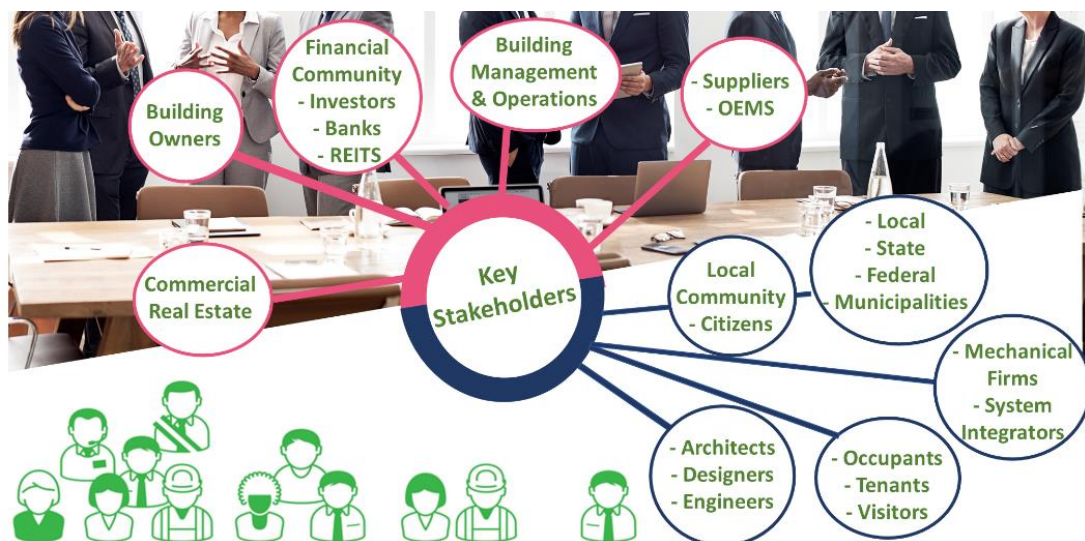 Financial
Community
- Investors
- Banks
- REITS
Building
Management
& Operations
- Suppliers
- OEMS
Building
Owners
Commercial
Real Estate
Key
Stakeholders
Local
Community
- Citizens
- Local
- State
- Federal
- Municipalities
- Mechanical
Firms
- System
Integrators
- Architects
- Designers
- Engineers
- Occupants
- Tenants
- Visitors